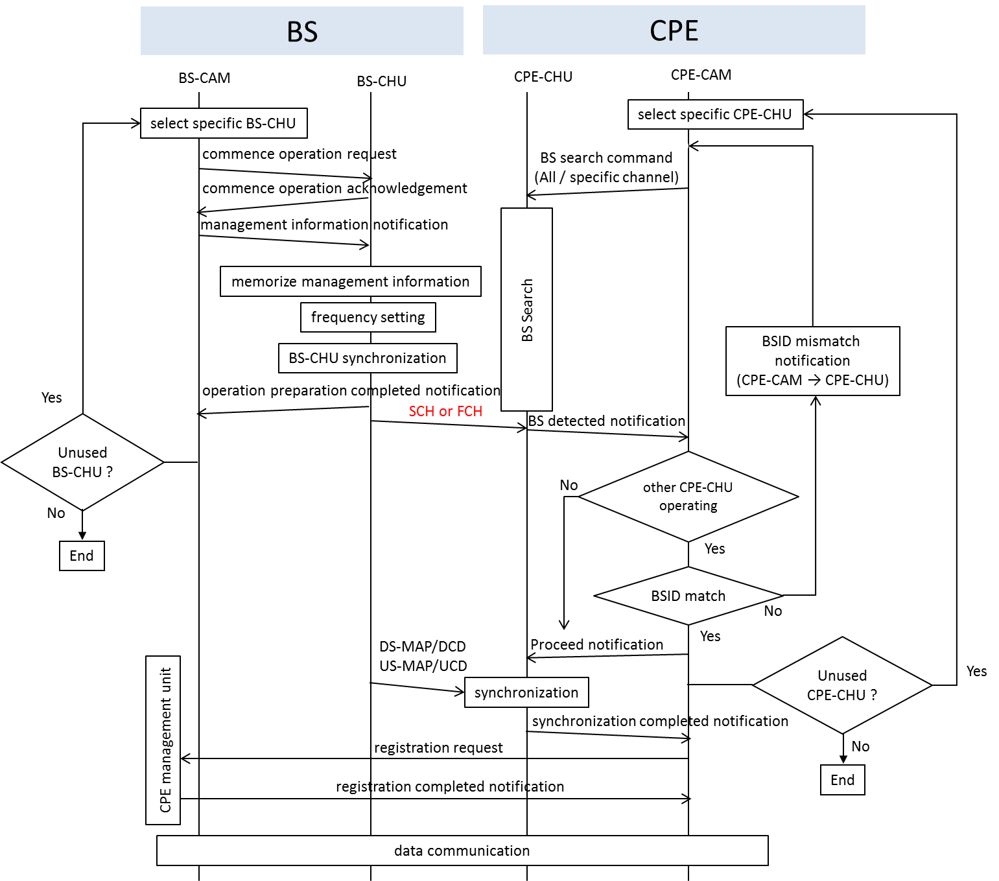 BS
CPE
BS-CAM
BS-CHU
CPE-CHU
CPE-CAM
select specific BS-CHU
select specific CPE-CHU
commence operation request
BS search command
(All / specific channel)
commence operation acknowledgement
management information notification
memorize management information
BS Search
frequency setting
BSID mismatch
notification
(CPE-CAM → CPE-CHU)
BS-CHU synchronization
operation preparation completed notification
Yes
SCH or FCH
BS detected notification
Unused
BS-CHU ?
No
other CPE-CHU
operating
No
Yes
End
BSID match
No
Yes
DS-MAP/DCD
US-MAP/UCD
Proceed notification
Unused
CPE-CHU ?
Yes
synchronization
synchronization completed notification
CPE management unit
registration request
No
End
registration completed notification
data communication